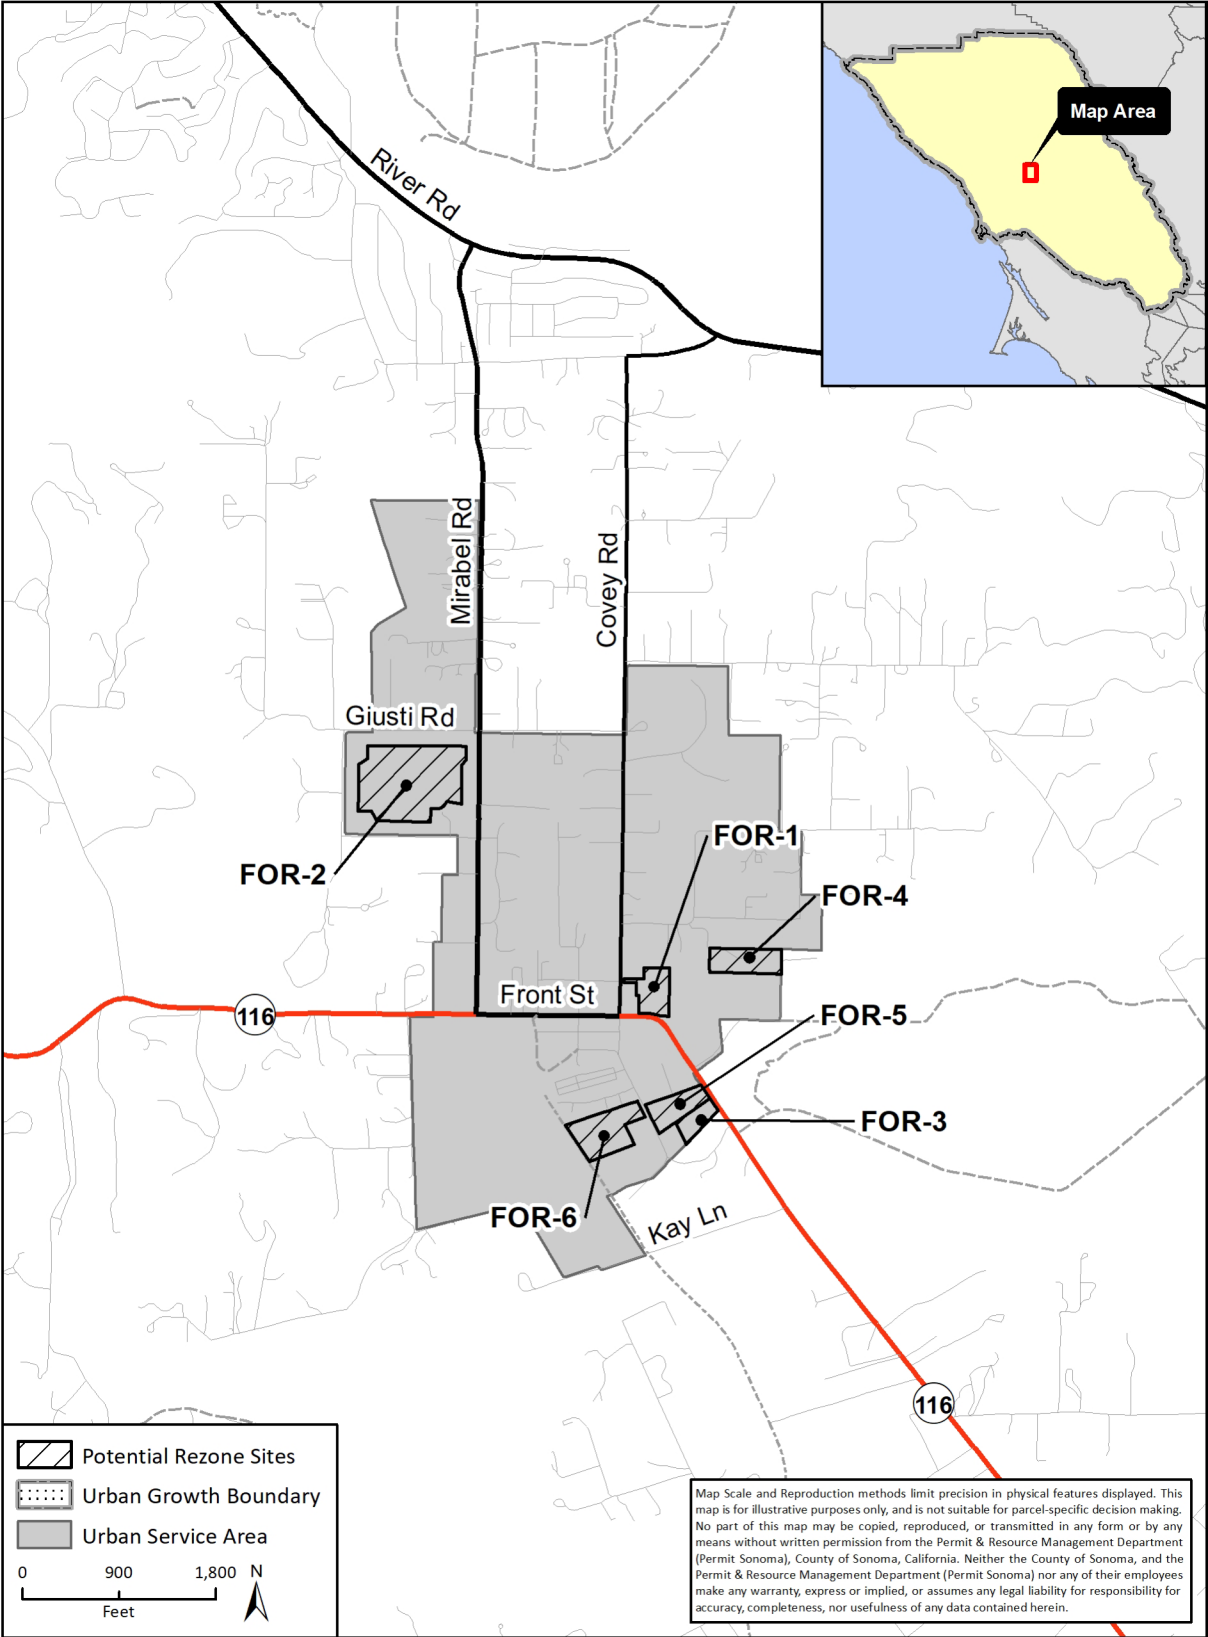 Map Area
River Rd
Mirabel Rd
Covey Rd
Giusti Rd
FOR-1
FOR-2
FOR-4
Front St
116
FOR-5
FOR-3
FOR-6
Kay Ln
116
Potential Rezone Sites
Urban Growth Boundary
Urban Service Area
0 900 1,800 N
Feet
Map Scale and Reproduction methods limit precision in physical features displayed. This
map is for illustrative purposes only, and is not suitable for parcel-specific decision making.
No part of this map may be copied, reproduced, or transmitted in any form or by any
means without written permission from the Permit & Resource Management Department
(Permit Sonoma), County of Sonoma, California. Neither the County of Sonoma, and the
Permit & Resource Management Department (Permit Sonoma) nor any of their employees
make any warranty, express or implied, or assumes any legal liability for responsibility for
accuracy, completeness, nor usefulness of any data contained herein.